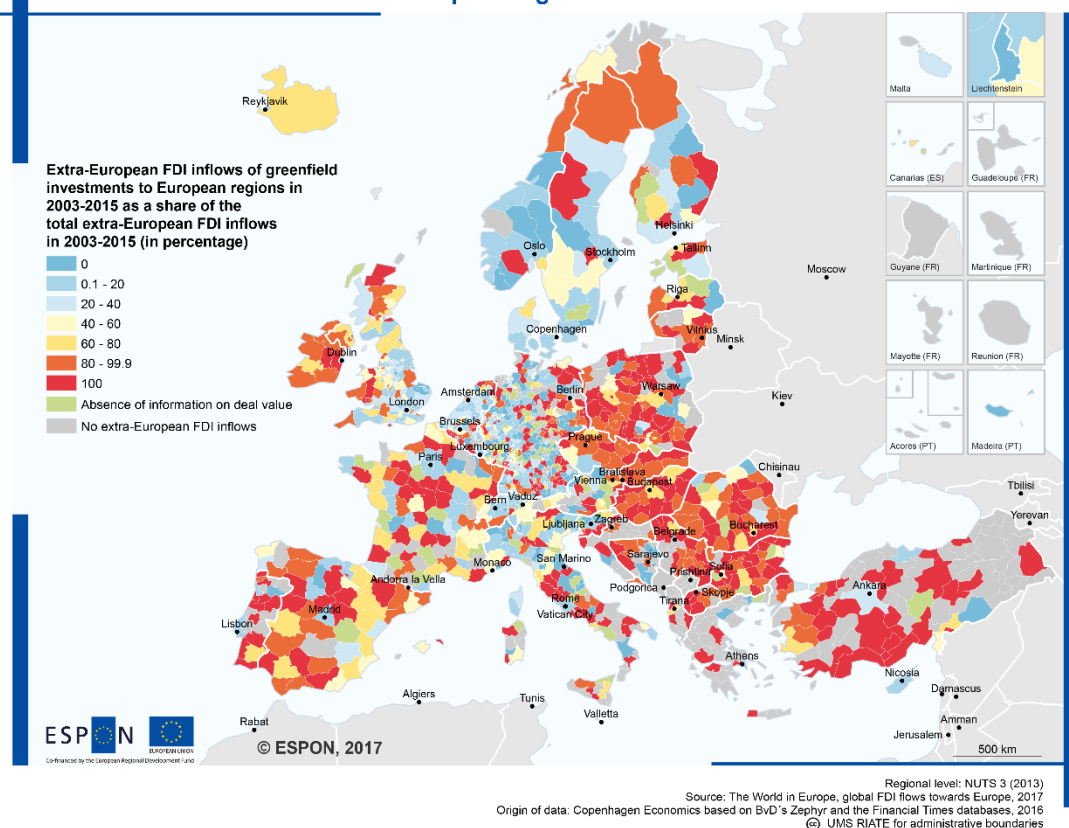 Reykjavik
Extra-European FDI inflows of greenfield
investments to European regions in
2003-2015 as a share of the
total extra-European FDI inflows
in 2003-2015 (in percentage)
0
0.1 - 20
20 - 40
40 - 60
60 - 80
80 - 99.9
100
Absence of information on deal value
No extra-European FDI inflows
Malta
Liechtenstein
Canarias (ES)
Guadeloupe (FR)
Guyane (FR)
Martinique (FR)
Mayotte (FR)
Reunion (FR)
Acores (PT)
Madeira (PT)
Oslo
Helsinki
Stockholm
Tallinn
Riga
Moscow
Copenhagen
Vilnius
Minsk
Dublin
Amsterdam
Berlin
Warsaw
London
Kiev
Brussels
Luxembourg
Prague
Paris
Bratislava
Vienna
Budapest
Chisinau
Bern
Vaduz
Tbilisi
Yerevan
Ljubljana
Zagreb
Belgrade
Bucharest
Monaco
San Marino
Sarajevo
Prishtina
Sofia
Andorra la Vella
Podgorica
Skopje
Ankara
Madrid
Rome
Vatican City
Tirana
Lisbon
Athens
Nicosia
Algiers
Tunis
Valletta
Damascus
Rabat
Amman
Jerusalem
500 km
ESPON
EUROPEAN UNION
Co-financed by the European Regional Development Fund
© ESPON, 2017
Regional level: NUTS 3 (2013)
Source: The World in Europe, global FDI flows towards Europe, 2017
Origin of data: Copenhagen Economics based on BvD´s Zephyr and the Financial Times databases, 2016
(cc) UMS RIATE for administrative boundaries